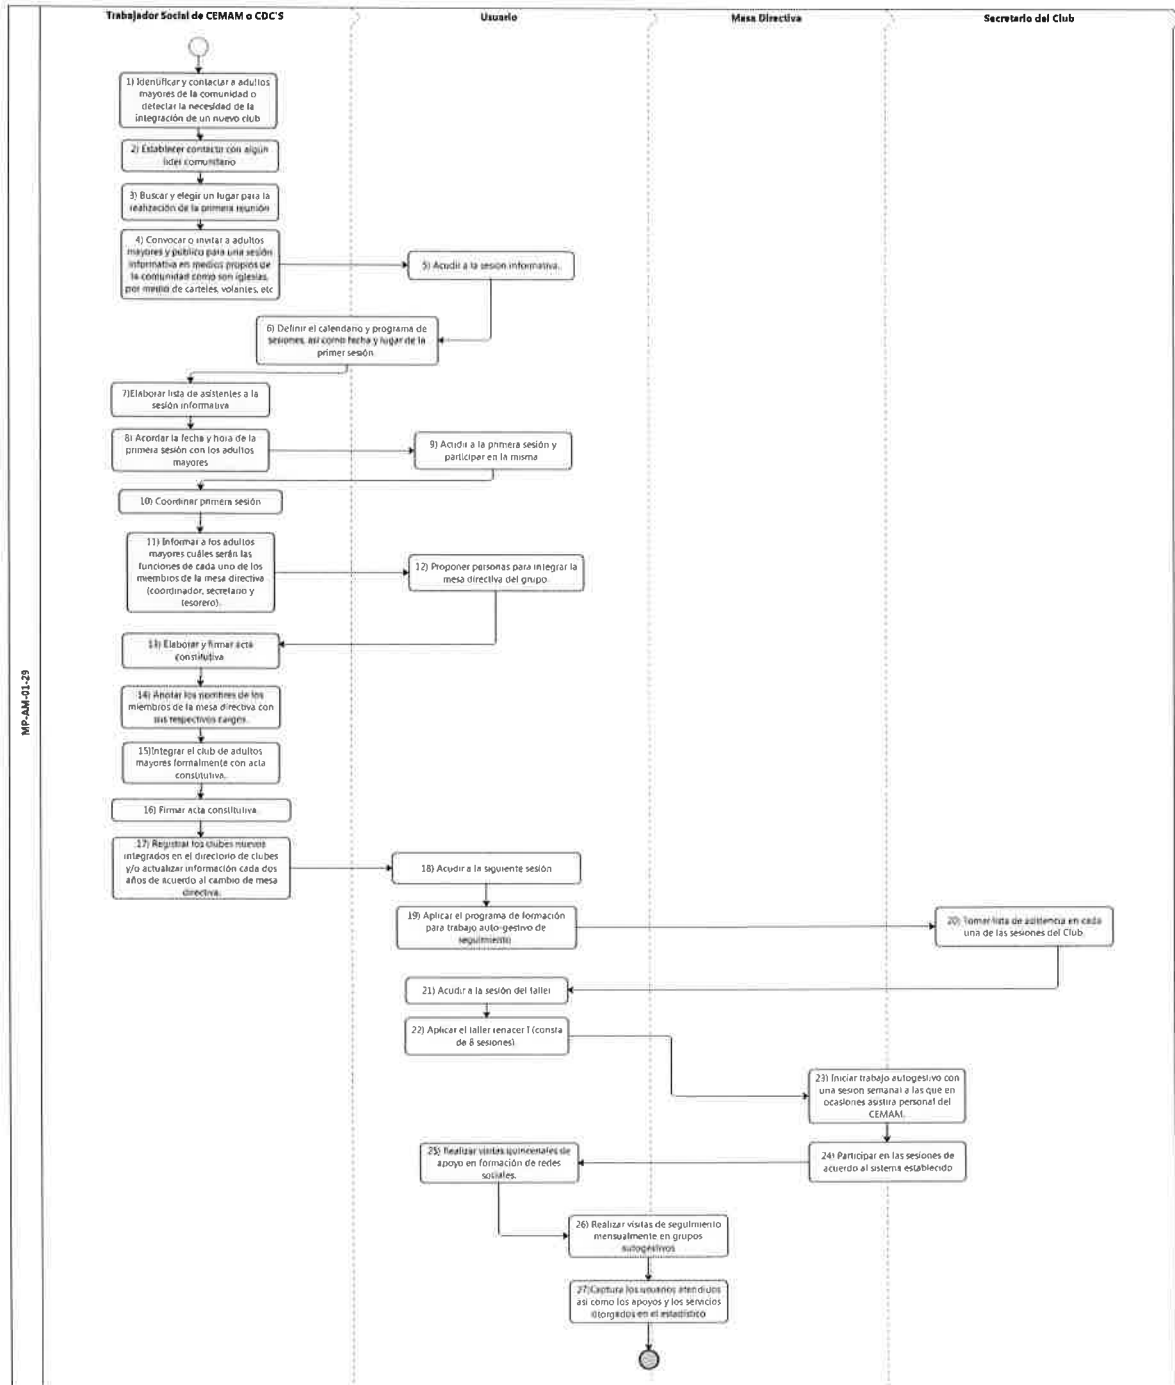 Trabajador Social de CEMAM o CDC'S
Usuario
Mesa Directiva
Secretario del Club
MP-AM-01-29
1) Identificar y contactar a adultos
mayores de la comunidad o
detectar la necesidad de la
integración de un nuevo club
2) Establecer contacto con algún
líder comunitario
3) Buscar y elegir un lugar para la
realización de la primera reunión
4) Convocar o invitar a adultos
mayores y público para una sesión
informativa en medios propios de
la comunidad como son iglesias,
por medio de carteles, volantes, etc
5) Acudir a la sesión informativa.
6) Definir el calendario y programa de
sesiones, así como fecha y lugar de la
primer sesión.
7)Elaborar lista de asistentes a la
sesión informativa
8) Acordar la fecha y hora de la
primera sesión con los adultos
mayores
9) Acudir a la primera sesión y
participar en la misma
10) Coordinar primera sesión
11) Informar a los adultos
mayores cuáles serán las
funciones de cada uno de los
miembros de la mesa directiva
(coordinador, secretario y
tesorero).
12) Proponer personas para integrar la
mesa directiva del grupo.
13) Elaborar y firmar acta
constitutiva
14) Anotar los nombres de los
miembros de la mesa directiva con
sus respectivos cargos.
15)Integrar el club de adultos
mayores formalmente con acta
constitutiva.
16) Firmar acta constitutiva.
17) Registrar los clubes nuevos
integrados en el directorio de clubes
y/o actualizar información cada dos
años de acuerdo al cambio de mesa
directiva.
18) Acudir a la siguiente sesión
19) Aplicar el programa de formación
para trabajo auto-gestivo de
seguimiento
20) Tomar lista de asistencia en cada
una de las sesiones del Club.
21) Acudir a la sesión del taller
22) Aplicar el taller renacer I (consta
de 8 sesiones).
23) Iniciar trabajo autogestivo con
una sesión semanal a las que en
ocasiones asistirá personal del
CEMAM.
24) Participar en las sesiones de
acuerdo al sistema establecido
25) Realizar visitas quincenales de
apoyo en formación de redes
sociales.
26) Realizar visitas de seguimiento
mensualmente en grupos
autogestivos
27)Captura los usuarios atendidos
así como los apoyos y los servicios
otorgados en el estadístico